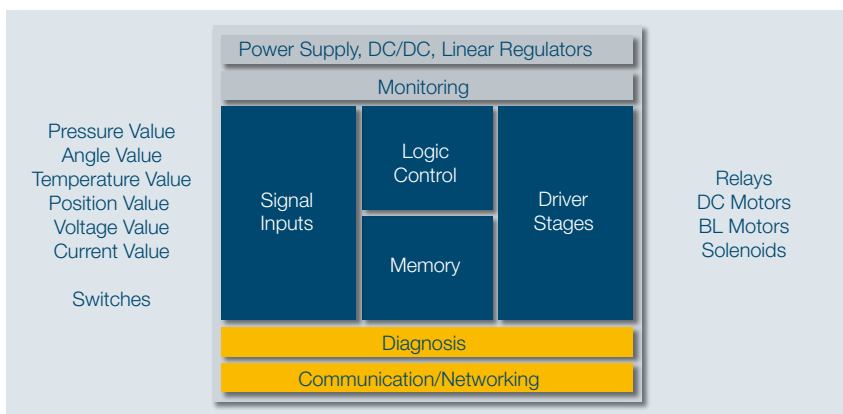 Power Supply, DC/DC, Linear Regulators
Monitoring
Pressure Value
Angle Value
Temperature Value
Position Value
Voltage Value
Current Value
Switches
Signal
Inputs
Logic
Control
Memory
Driver
Stages
Relays
DC Motors
BL Motors
Solenoids
Diagnosis
Communication/Networking